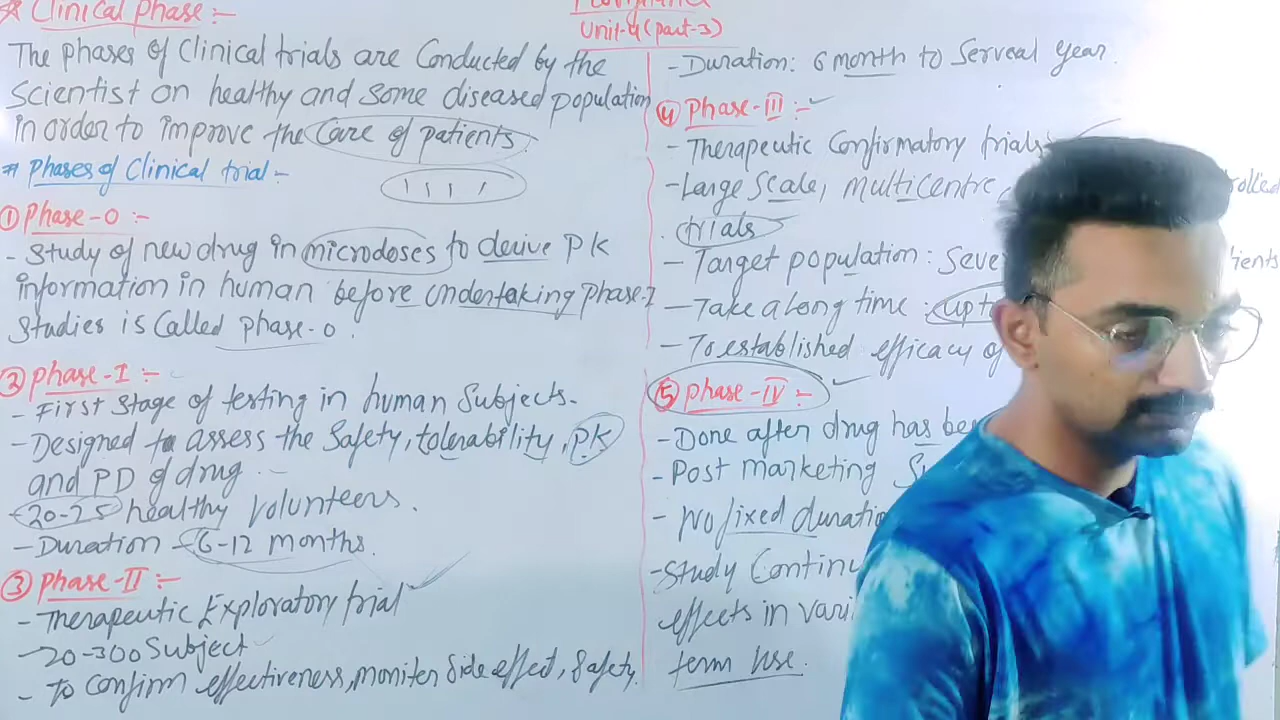 ☆ Clinical phase :-
The phases of Clinical trials are Conducted by the
Scientist on healthy and some diseased population
in order to improve the Care of patients.
# Phases of Clinical trial :-
① Phase-0 :-
- Study of new drug in microdoses to derive PK
information in human before undertaking Phase-I
Studies is Called phase-0.
② Phase-I :-
- First Stage of testing in human Subjects.
- Designed to assess the Safety, tolerability, PK
and PD of drug.
- 20-25 healthy volunteers.
- Duration - 6-12 months.
③ Phase-II :-
- Therapeutic Exploratory trial
- 20-300 Subject
- To Confirm effectiveness, moniter Side effect, Safety.
Unit-4 (part-3)
- Duration: 6 month to Serveal year.
④ Phase-III :-
- Therapeutic Confirmatory trials
- Large Scale, multicentre,
trials
- Target population :
- Take a long time : up to
- To established efficacy of
⑤ Phase-IV :-
- Done after drug has
- Post marketing
- No fixed
- Study
effects in
term use.